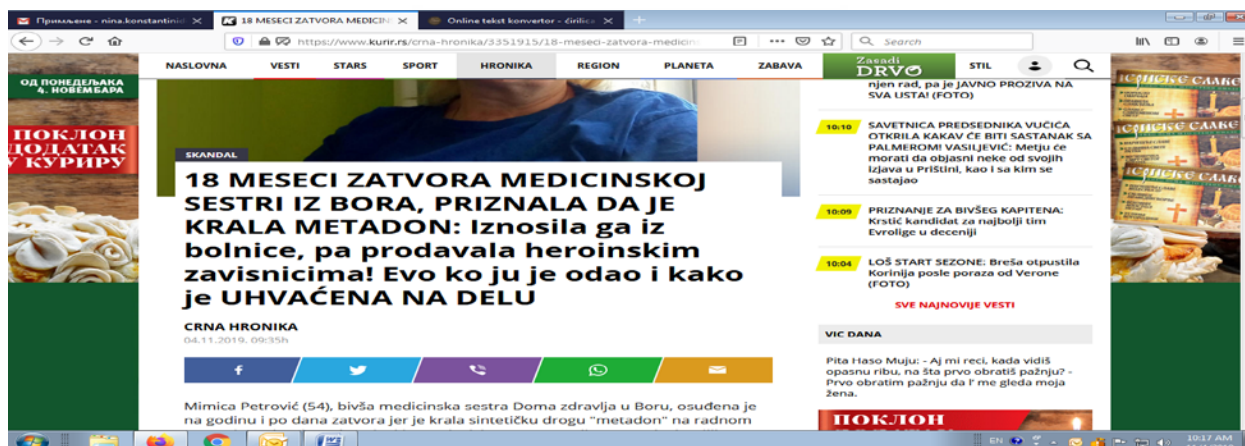 Примљене - nina.konstantinid
18 MESECI ZATVORA MEDICIN
Online tekst konvertor - ćirilica
https://www.kurir.rs/crna-hronika/3351915/18-meseci-zatvora-medicins
Search
NASLOVNA VESTI STARS SPORT HRONIKA REGION PLANETA ZABAVA Zasadi DRVO STIL
ОД ПОНЕДЕЉАКА
4. НОВЕМБАРА
ПОКЛОН
ДОДАТАК
У КУРИРУ
SKANDAL
18 MESECI ZATVORA MEDICINSKOJ
SESTRI IZ BORA, PRIZNALA DA JE
KRALA METADON: Iznosila ga iz
bolnice, pa prodavala heroinskim
zavisnicima! Evo ko ju je odao i kako
je UHVAĆENA NA DELU
CRNA HRONIKA
04.11.2019. 09:35h
Mimica Petrović (54), bivša medicinska sestra Doma zdravlja u Boru, osuđena je
na godinu i po dana zatvora jer je krala sintetičku drogu "metadon" na radnom
njen rad, pa je JAVNO PROZIVA NA
SVA USTA! (FOTO)
10:10 SAVETNICA PREDSEDNIKA VUČIĆA
OTKRILA KAKAV ĆE BITI SASTANAK SA
PALMEROM! VASILJEVIĆ: Metju će
morati da objasni neke od svojih
izjava u Prištini, kao i sa kim se
sastajao
10:09 PRIZNANJE ZA BIVŠEG KAPITENA:
Krstić kandidat za najbolji tim
Evrolige u deceniji
10:04 LOŠ START SEZONE: Breša otpustila
Korinija posle poraza od Verone
(FOTO)
SVE NAJNOVIJE VESTI
VIC DANA
Pita Haso Muju: - Aj mi reci, kada vidiš
opasnu ribu, na šta prvo obratiš pažnju? -
Prvo obratim pažnju da l' me gleda moja
žena.
ПОКЛОН
EN
10:17 AM